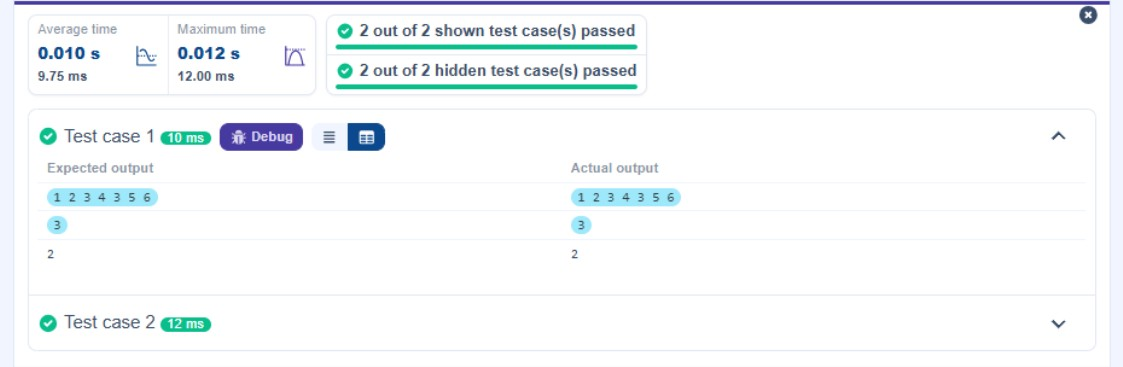 Average time
0.010 s
9.75 ms
Maximum time
0.012 s
12.00 ms
2 out of 2 shown test case(s) passed
2 out of 2 hidden test case(s) passed
Test case 1 10 ms Debug
Expected output Actual output
1 2 3 4 3 5 6 1 2 3 4 3 5 6
3 3
2 2
Test case 2 12 ms